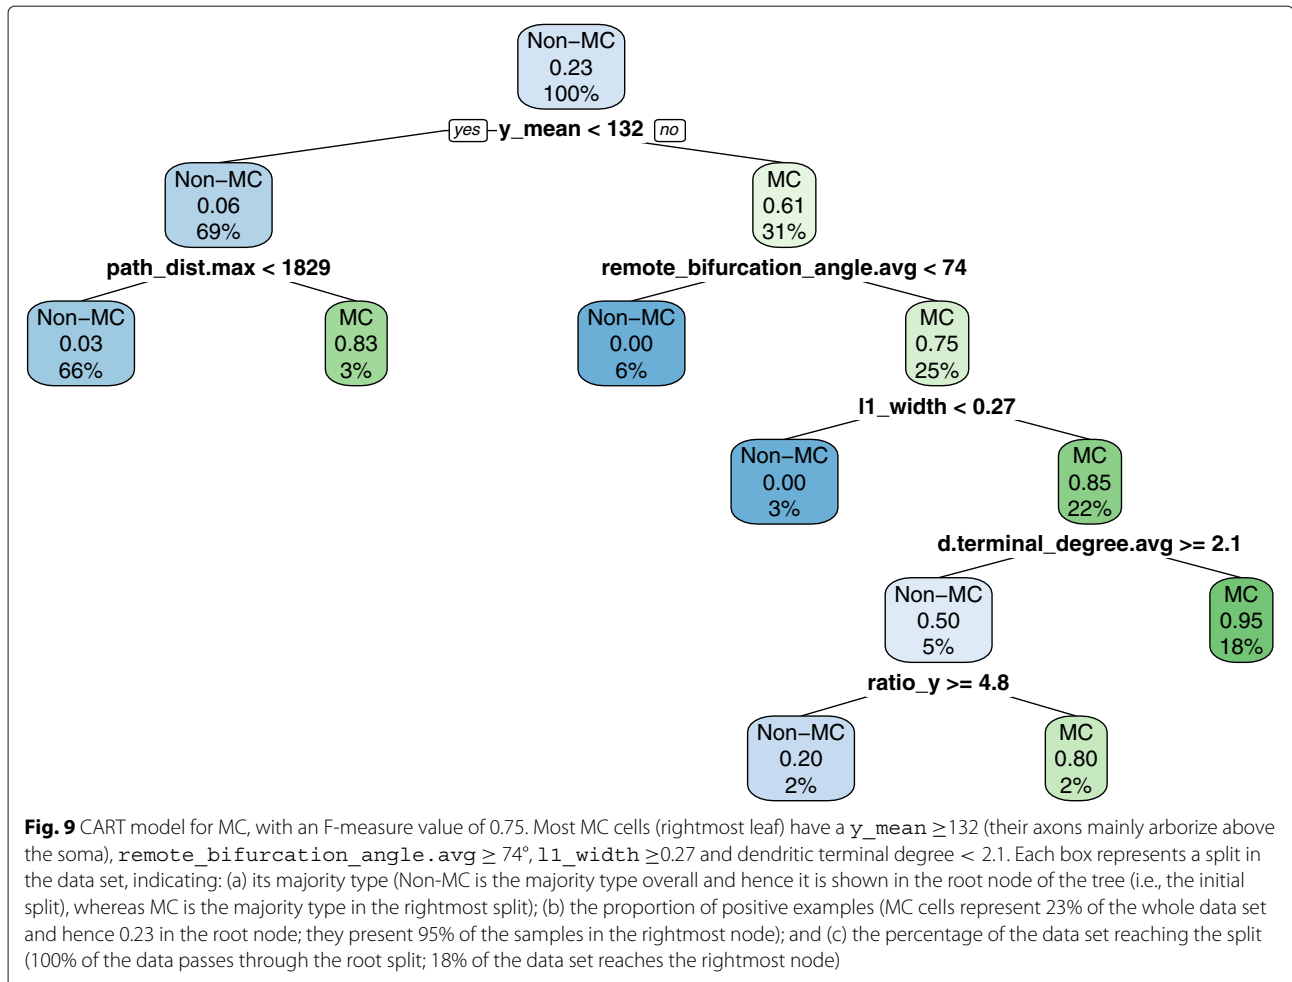 Non−MC
0.23
100%
yes y_mean < 132 no
Non−MC
0.06
69%
MC
0.61
31%
path_dist.max < 1829
remote_bifurcation_angle.avg < 74
Non−MC
0.03
66%
MC
0.83
3%
Non−MC
0.00
6%
MC
0.75
25%
l1_width < 0.27
Non−MC
0.00
3%
MC
0.85
22%
d.terminal_degree.avg >= 2.1
Non−MC
0.50
5%
MC
0.95
18%
ratio_y >= 4.8
Non−MC
0.20
2%
MC
0.80
2%
Fig. 9 CART model for MC, with an F-measure value of 0.75. Most MC cells (rightmost leaf) have a y_mean ≥132 (their axons mainly arborize above
the soma), remote_bifurcation_angle.avg ≥ 74°, l1_width ≥0.27 and dendritic terminal degree < 2.1. Each box represents a split in
the data set, indicating: (a) its majority type (Non-MC is the majority type overall and hence it is shown in the root node of the tree (i.e., the initial
split), whereas MC is the majority type in the rightmost split); (b) the proportion of positive examples (MC cells represent 23% of the whole data set
and hence 0.23 in the root node; they present 95% of the samples in the rightmost node); and (c) the percentage of the data set reaching the split
(100% of the data passes through the root split; 18% of the data set reaches the rightmost node)